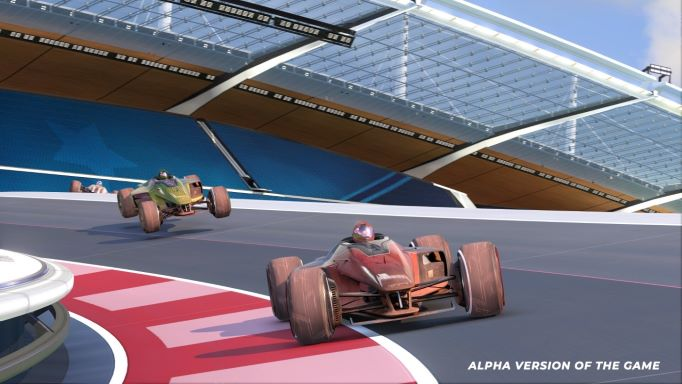 ALPHA VERSION OF THE GAME